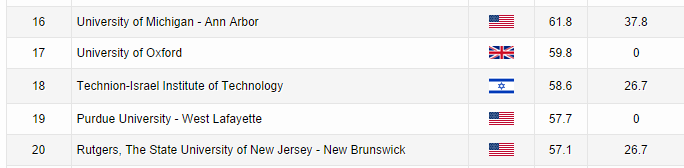 16 University of Michigan - Ann Arbor 61.8 37.8
17 University of Oxford 59.8 0
18 Technion-Israel Institute of Technology 58.6 26.7
19 Purdue University - West Lafayette 57.7 0
20 Rutgers, The State University of New Jersey - New Brunswick 57.1 26.7